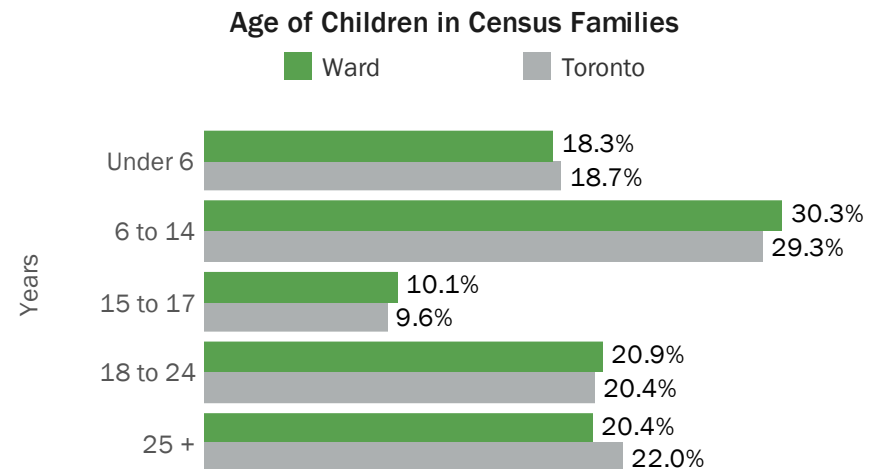 Age of Children in Census Families
Ward Toronto
Under 6 18.3%
18.7%
6 to 14 30.3%
29.3%
15 to 17 10.1%
9.6%
18 to 24 20.9%
20.4%
25 + 20.4%
22.0%
Years